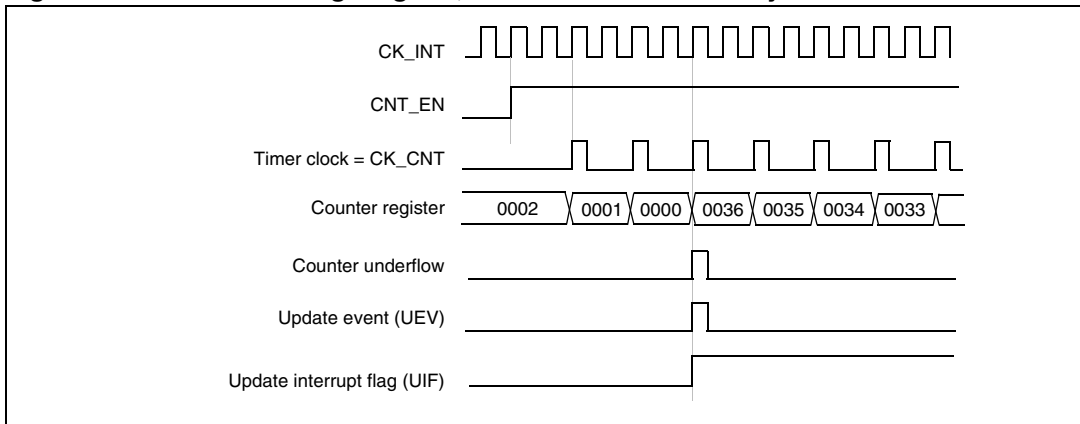 CK_INT
CNT_EN
Timer clock = CK_CNT
Counter register 0002 0001 0000 0036 0035 0034 0033
Counter underflow
Update event (UEV)
Update interrupt flag (UIF)